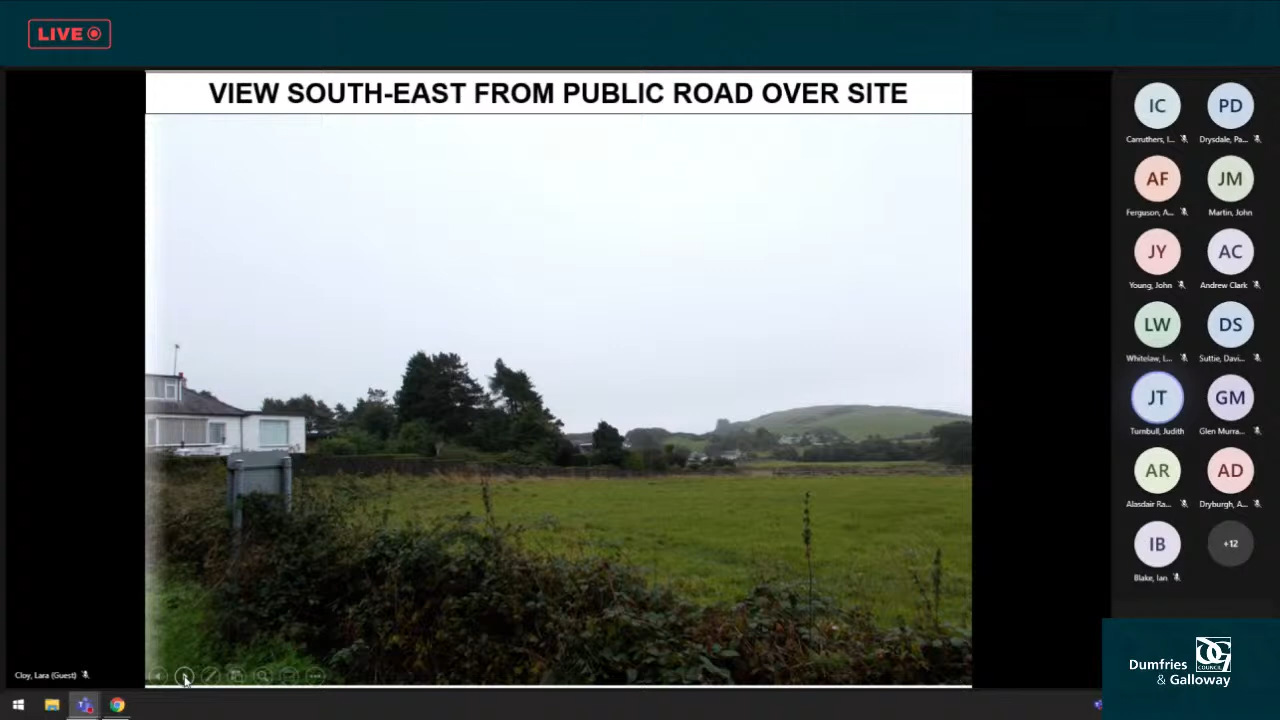 LIVE
VIEW SOUTH-EAST FROM PUBLIC ROAD OVER SITE
IC
PD
Carruthers, I...
Drysdale, Pa...
AF
JM
Ferguson, A...
Martin, John
JY
AC
Young, John
Andrew Clark
LW
DS
Whitelaw, L...
Suttie, Davi...
JT
GM
Turnbull, Judith
Glen Murra...
AR
AD
Alasdair Ra...
Dryburgh, A...
IB
+12
Blake, Ian
Cloy, Lara (Guest)
Dumfries
& Galloway
COUNCIL